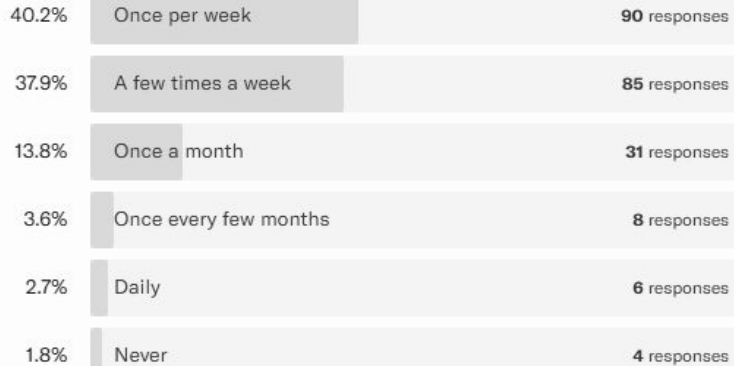 40.2% Once per week 90 responses
37.9% A few times a week 85 responses
13.8% Once a month 31 responses
3.6% Once every few months 8 responses
2.7% Daily 6 responses
1.8% Never 4 responses